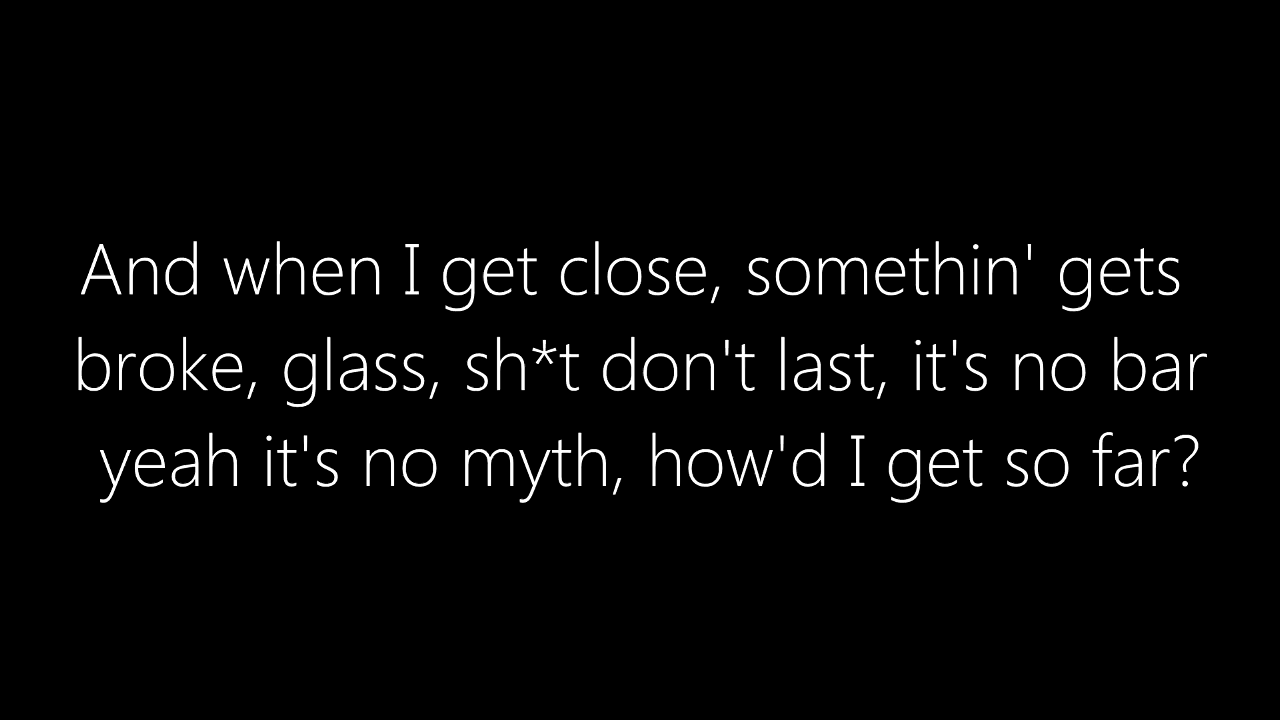 And when I get close, somethin' gets
broke, glass, sh*t don't last, it's no bar
yeah it's no myth, how'd I get so far?